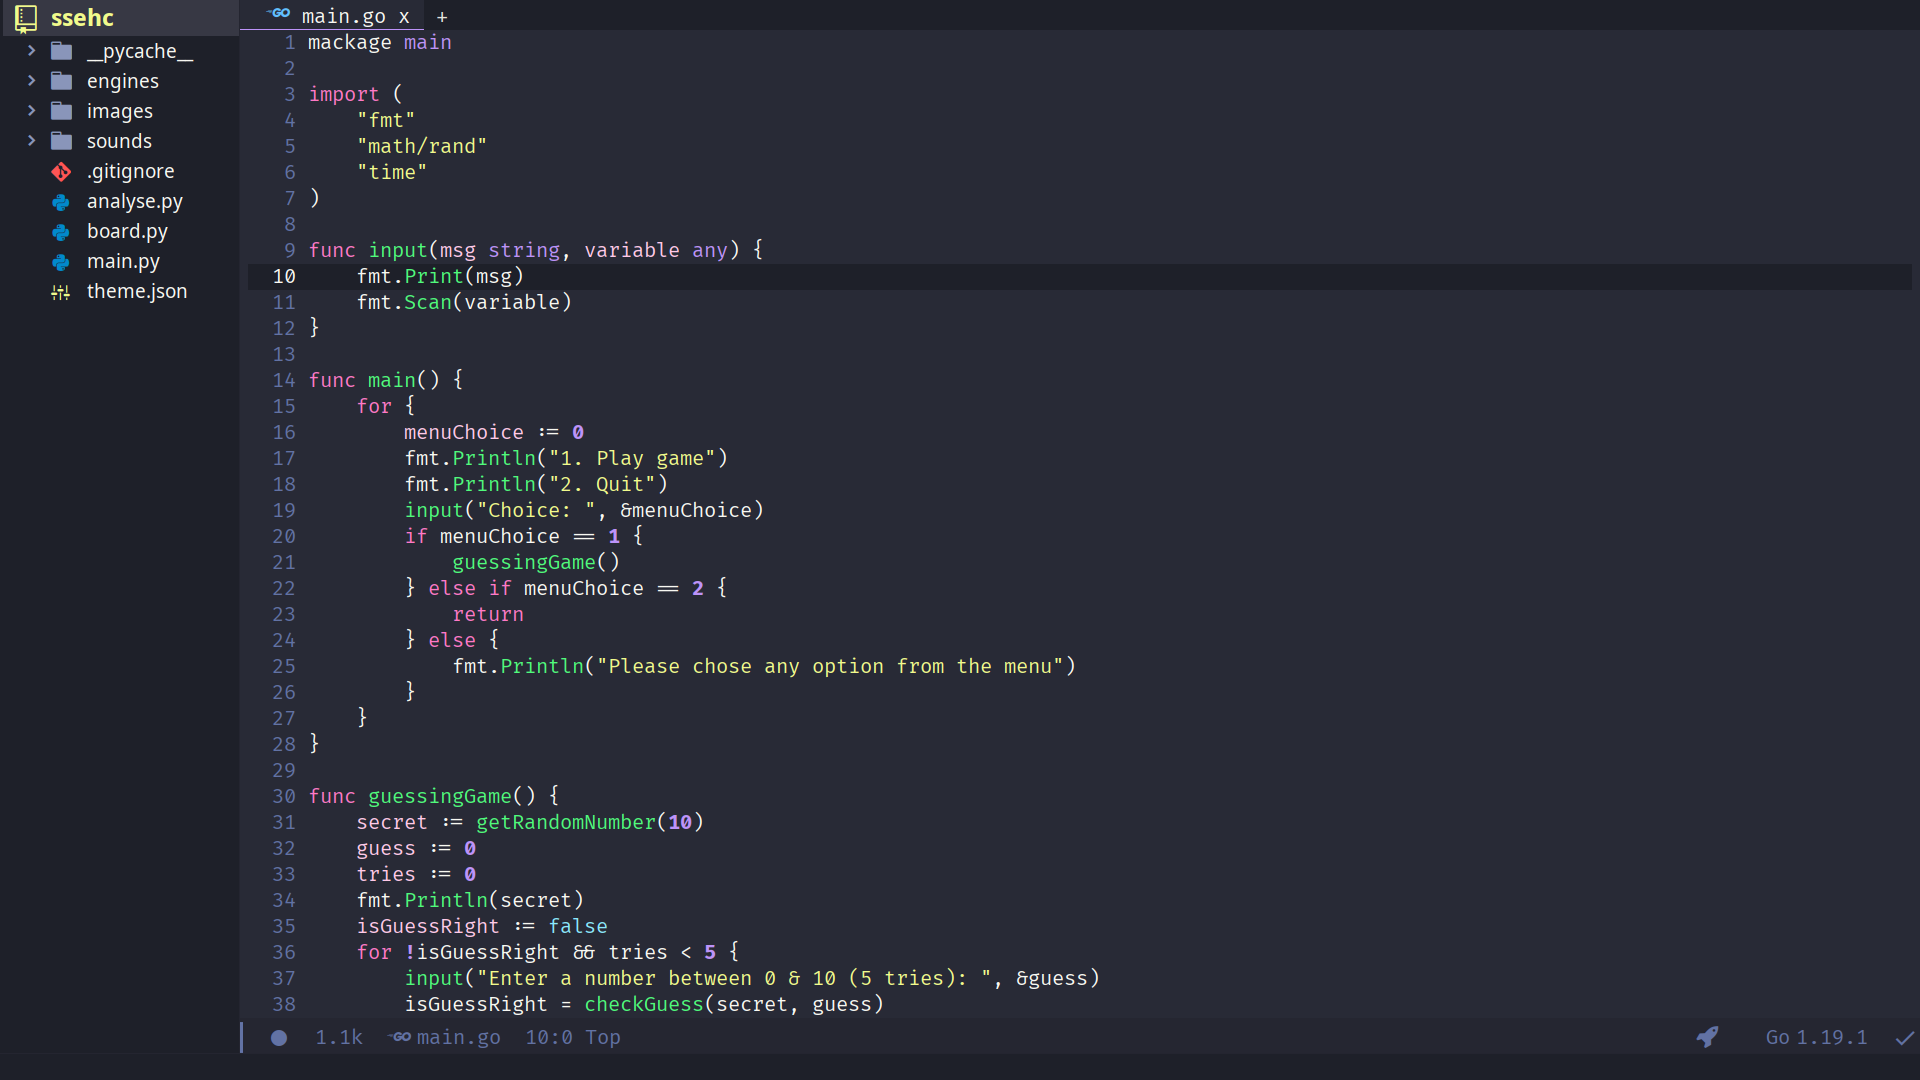 ssehc
__pycache__
engines
images
sounds
.gitignore
analyse.py
board.py
main.py
theme.json
GO main.go x +
1 mackage main
2
3 import (
4     "fmt"
5     "math/rand"
6     "time"
7 )
8
9 func input(msg string, variable any) {
10     fmt.Print(msg)
11     fmt.Scan(variable)
12 }
13
14 func main() {
15     for {
16         menuChoice := 0
17         fmt.Println("1. Play game")
18         fmt.Println("2. Quit")
19         input("Choice: ", &menuChoice)
20         if menuChoice == 1 {
21             guessingGame()
22         } else if menuChoice == 2 {
23             return
24         } else {
25             fmt.Println("Please chose any option from the menu")
26         }
27     }
28 }
29
30 func guessingGame() {
31     secret := getRandomNumber(10)
32     guess := 0
33     tries := 0
34     fmt.Println(secret)
35     isGuessRight := false
36     for !isGuessRight && tries < 5 {
37         input("Enter a number between 0 & 10 (5 tries): ", &guess)
38         isGuessRight = checkGuess(secret, guess)
1.1k GO main.go 10:0 Top Go 1.19.1